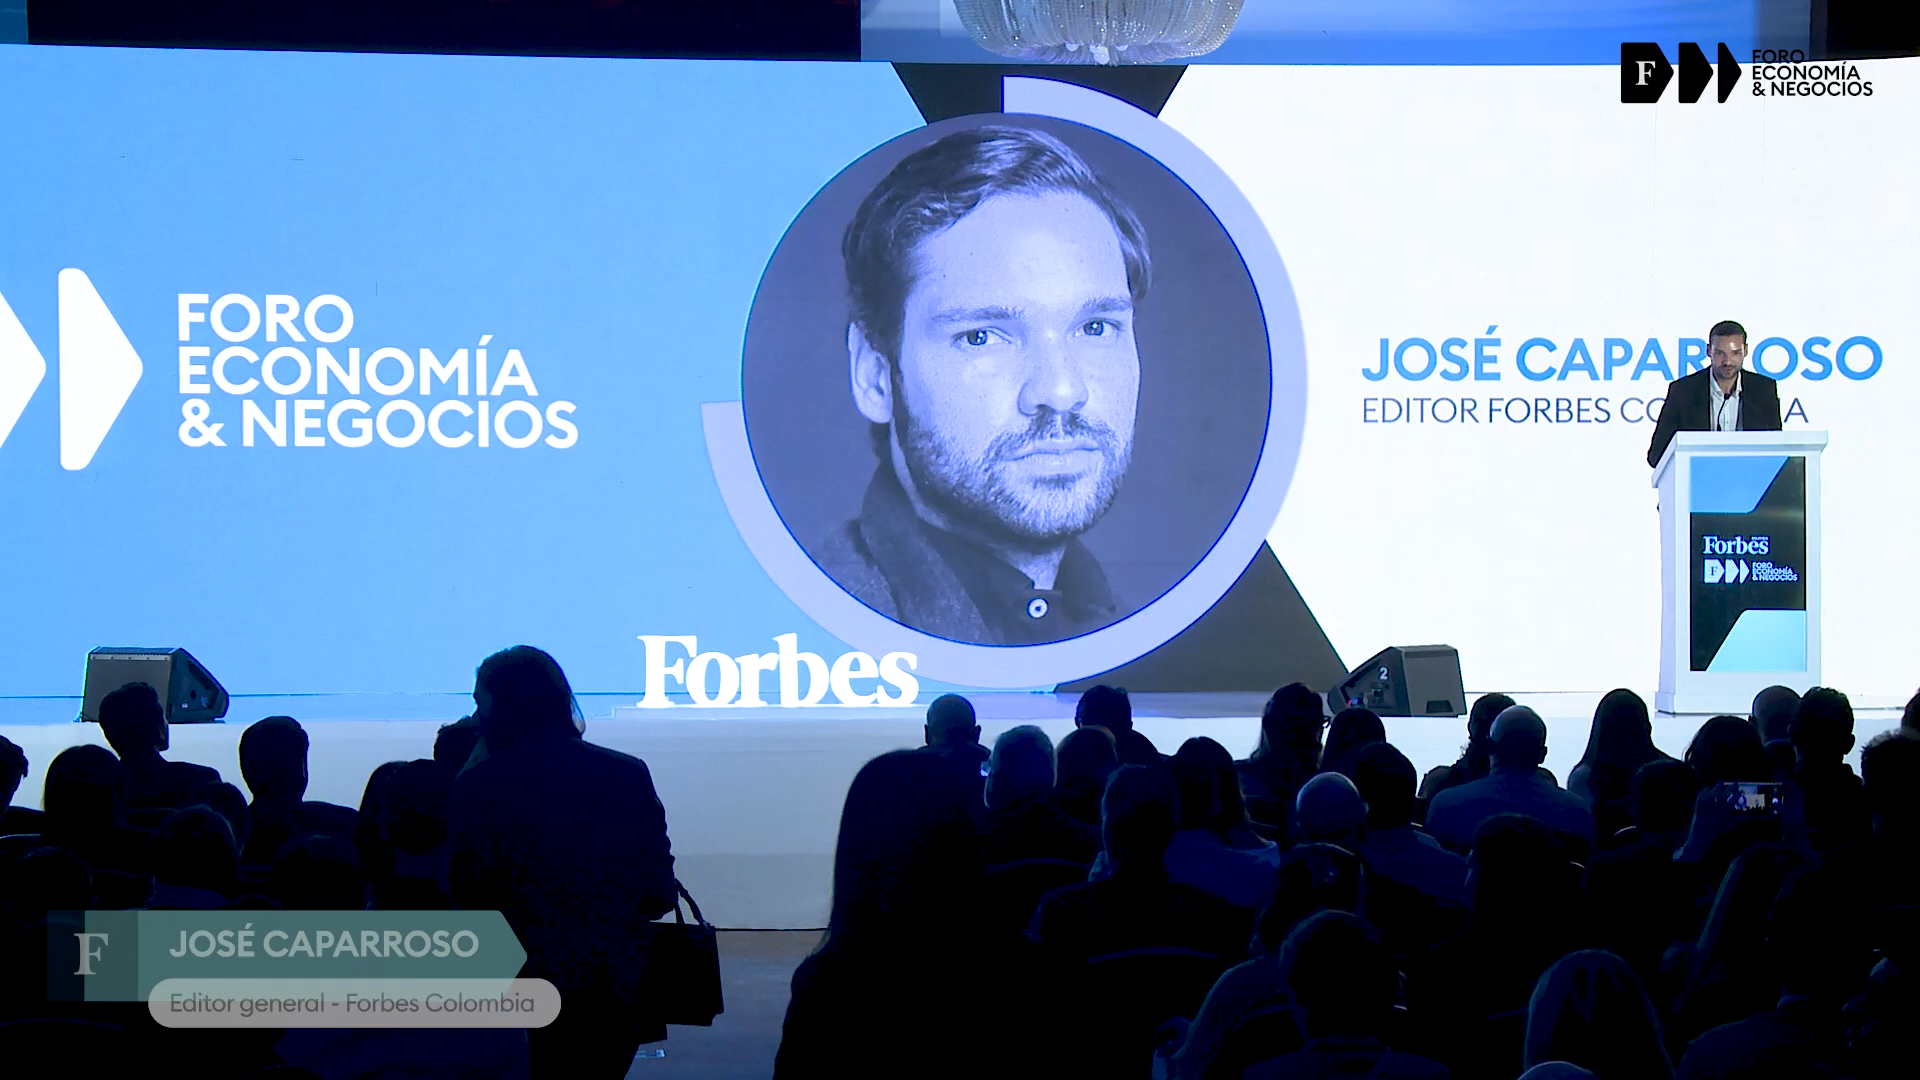 F
FORO
ECONOMÍA
& NEGOCIOS
FORO
ECONOMÍA
& NEGOCIOS
JOSÉ CAPAR OSO
EDITOR FORBES CO A
Forbes
F
FORO
ECONOMÍA
& NEGOCIOS
Forbes
2
F
JOSÉ CAPARROSO
Editor general - Forbes Colombia